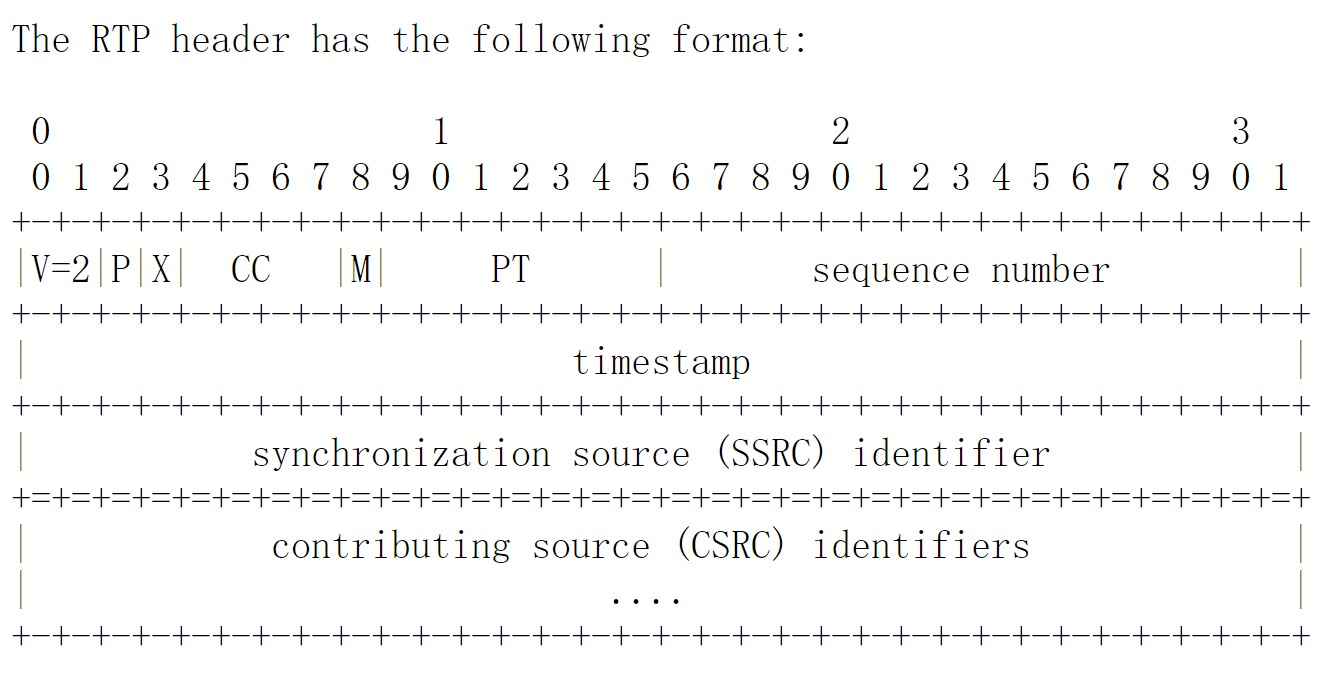 The RTP header has the following format:
 0                   1                   2                   3
 0 1 2 3 4 5 6 7 8 9 0 1 2 3 4 5 6 7 8 9 0 1 2 3 4 5 6 7 8 9 0 1
+-+-+-+-+-+-+-+-+-+-+-+-+-+-+-+-+-+-+-+-+-+-+-+-+-+-+-+-+-+-+-+-+
|V=2|P|X|  CC   |M|     PT      |       sequence number         |
+-+-+-+-+-+-+-+-+-+-+-+-+-+-+-+-+-+-+-+-+-+-+-+-+-+-+-+-+-+-+-+-+
|                           timestamp                           |
+-+-+-+-+-+-+-+-+-+-+-+-+-+-+-+-+-+-+-+-+-+-+-+-+-+-+-+-+-+-+-+-+
|           synchronization source (SSRC) identifier            |
+=+=+=+=+=+=+=+=+=+=+=+=+=+=+=+=+=+=+=+=+=+=+=+=+=+=+=+=+=+=+=+=+
|            contributing source (CSRC) identifiers             |
|                             ....                              |
+-+-+-+-+-+-+-+-+-+-+-+-+-+-+-+-+-+-+-+-+-+-+-+-+-+-+-+-+-+-+-+-+